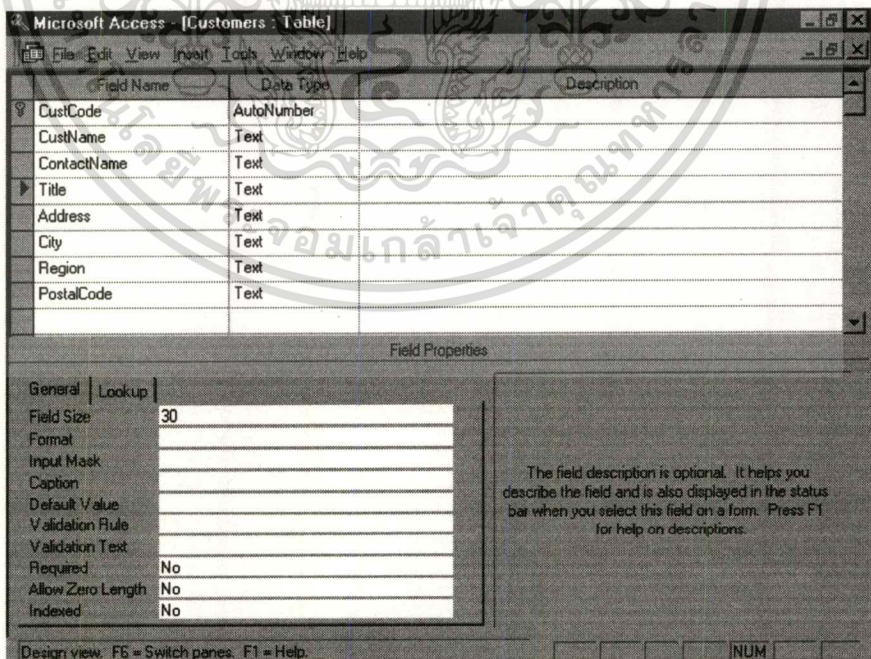 Microsoft Access - [Customers : Table]
File Edit View Insert Tools Window Help
Field Name Data Type Description
CustCode AutoNumber
CustName Text
ContactName Text
Title Text
Address Text
City Text
Region Text
PostalCode Text
Field Properties
General Lookup
Field Size 30
Format
Input Mask
Caption
Default Value
Validation Rule
Validation Text
Required No
Allow Zero Length No
Indexed No
The field description is optional. It helps you
describe the field and is also displayed in the status
bar when you select this field on a form. Press F1
for help on descriptions.
Design view. F6 = Switch panes. F1 = Help. NUM